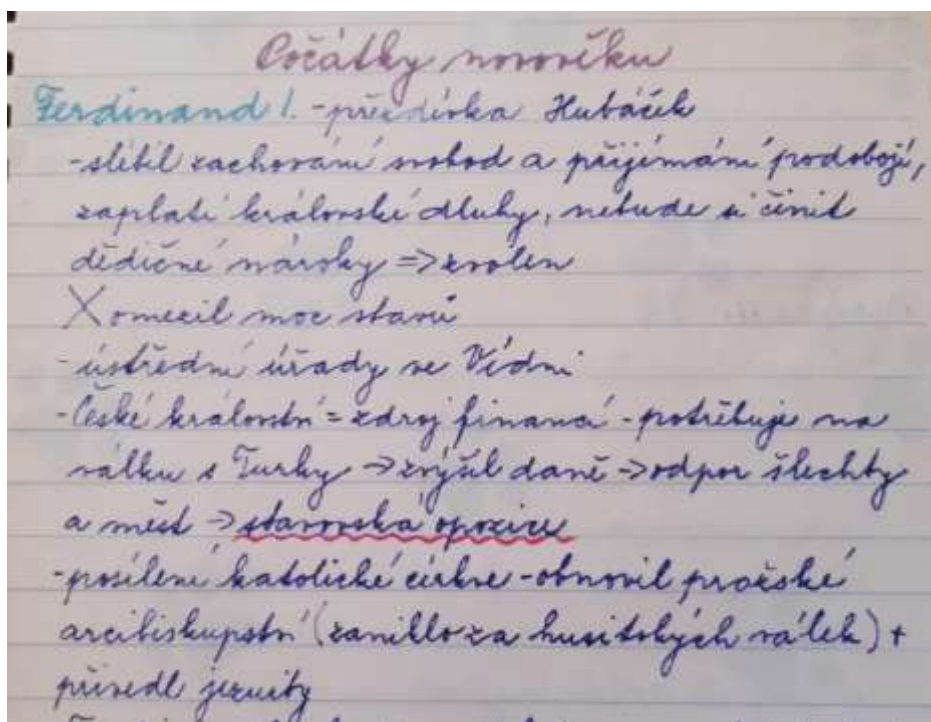 Počátky novověku
Ferdinand I. - přezdívka Hubáček
-slíbil zachování svobod a přijímání podobojí,
zaplatí královské dluhy, nebude si činit
dědičné nároky => zvolen
X omezil moc stavů
-ústřední úřady ve Vídni
-České království = zdroj financí - potřebuje na
válku s Turky -> zvýšil daně -> odpor šlechty
a měst -> stavovská opozice
-posílení katolické církve - obnovil pražské
arcibiskupství (zaniklo za husitských válek) +
přivedl jezuity